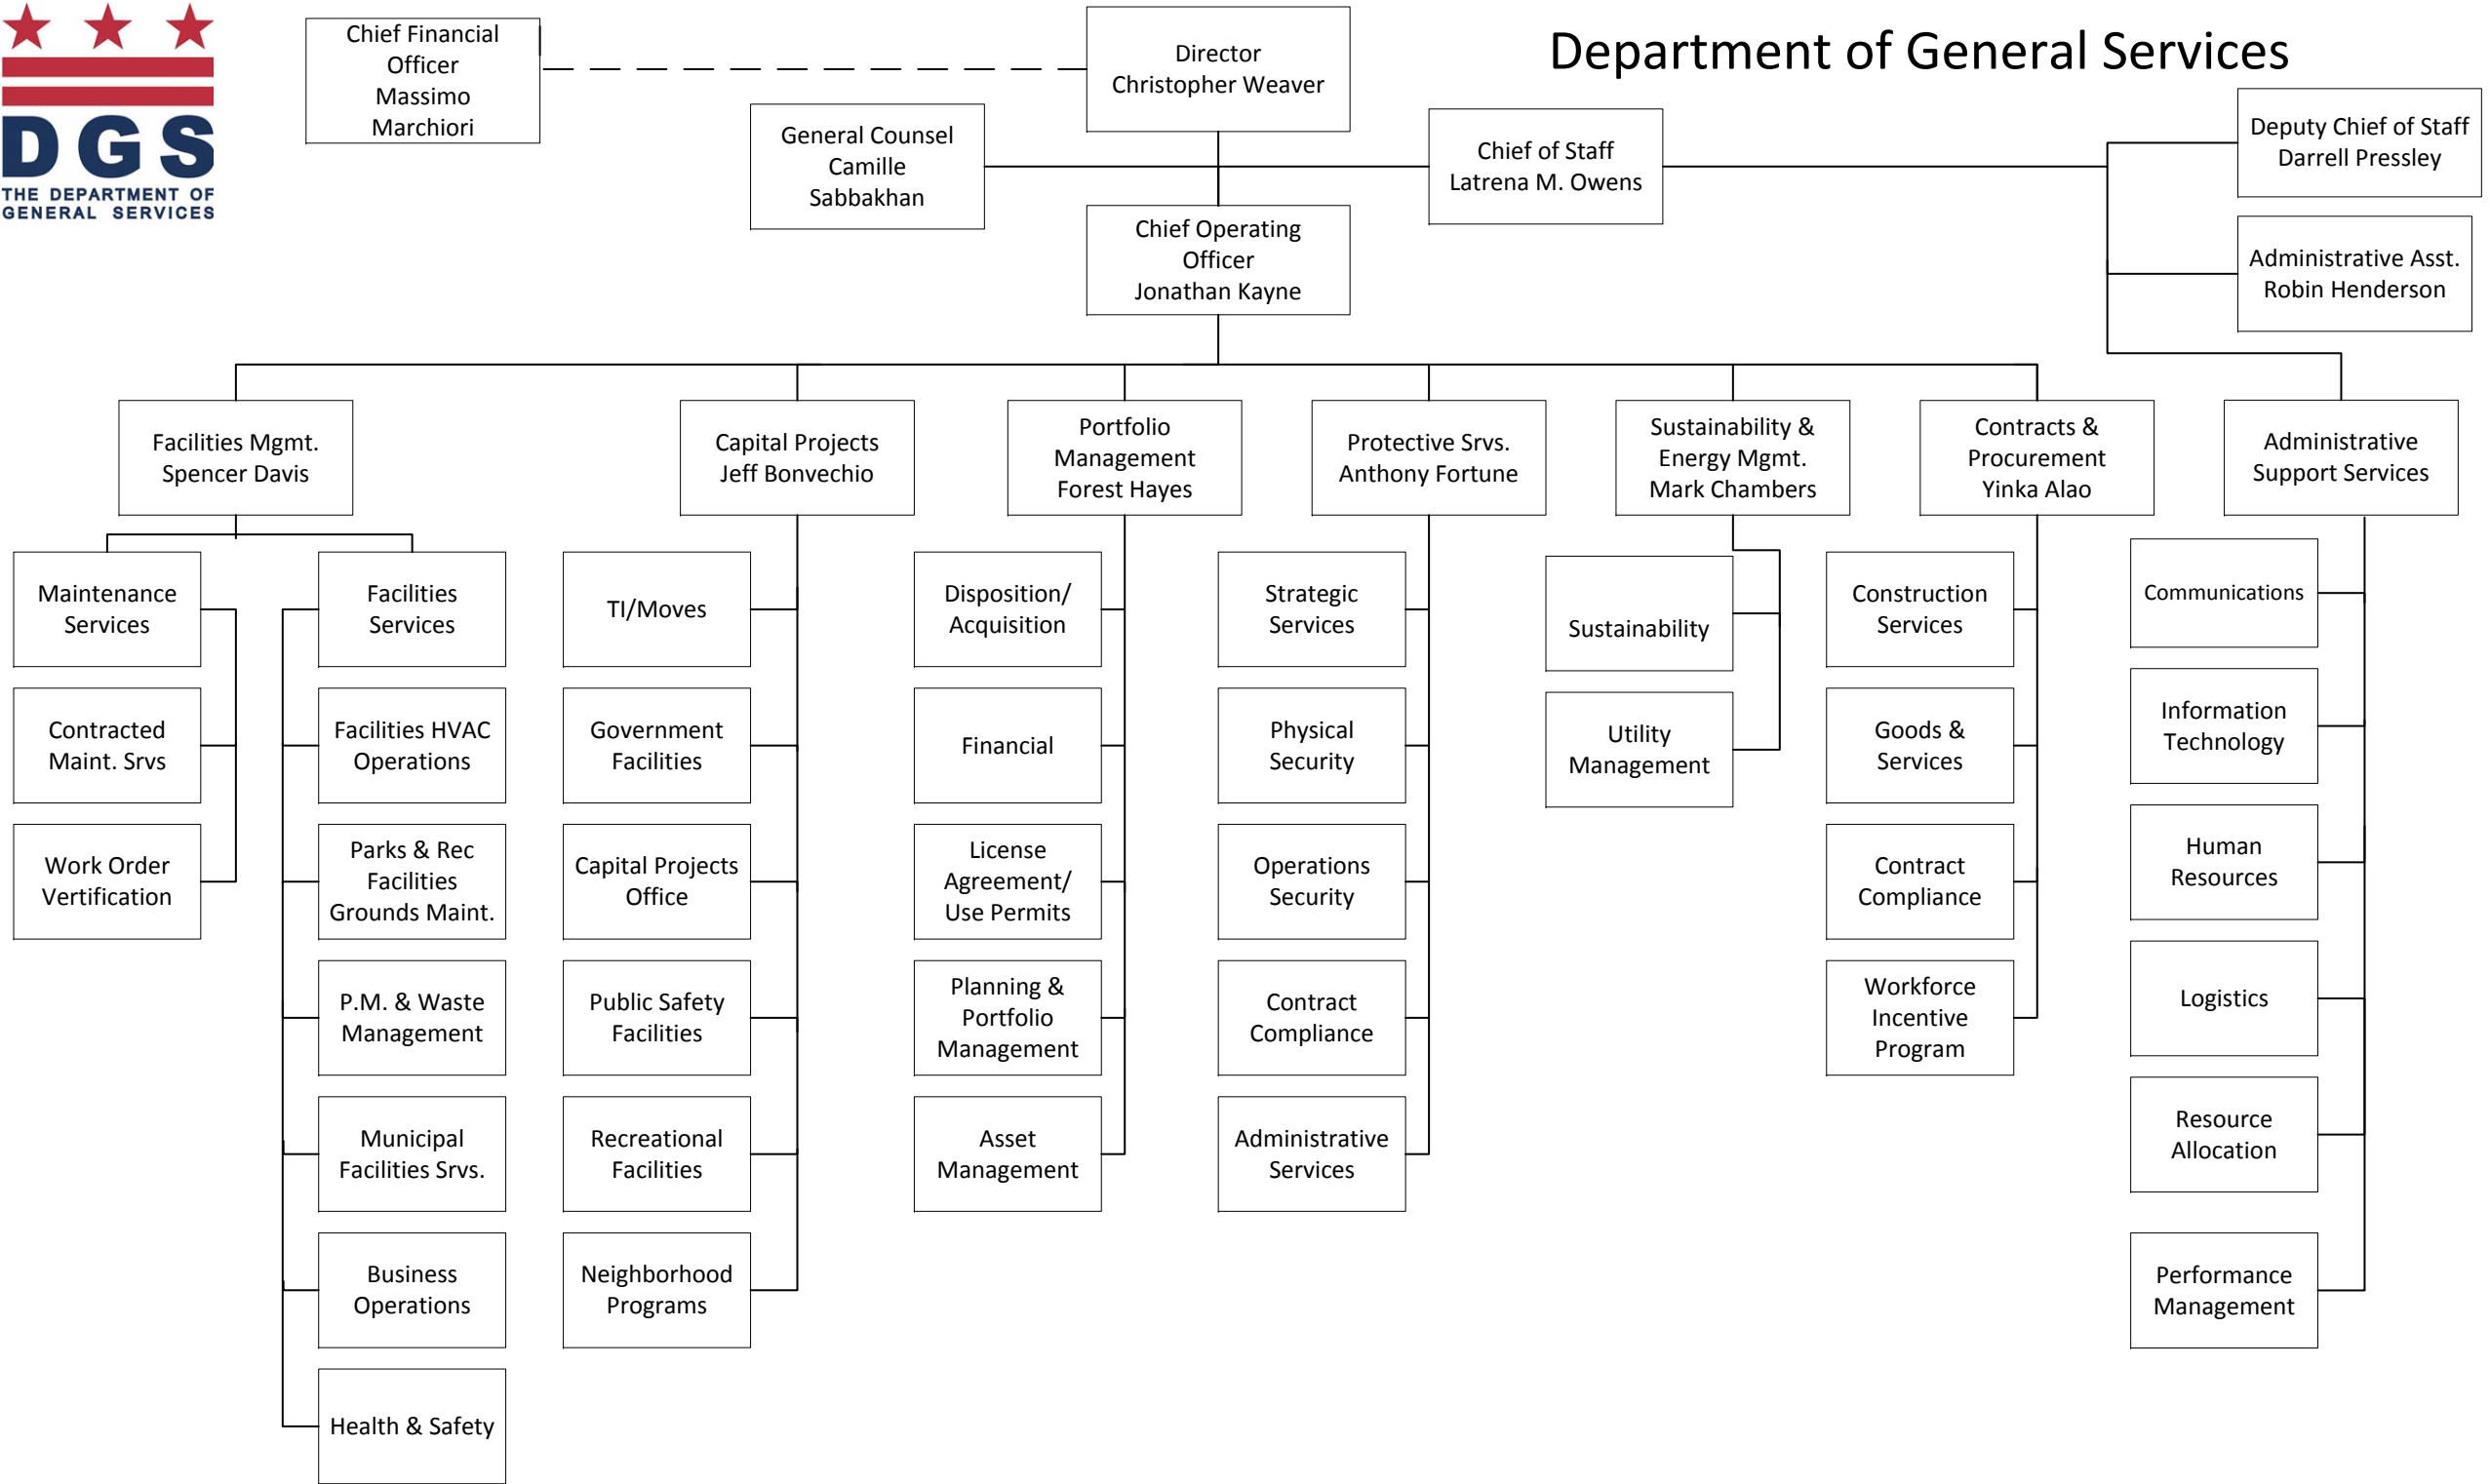 DGS
THE DEPARTMENT OF
GENERAL SERVICES
Chief Financial
Officer
Massimo
Marchiori
Director
Christopher Weaver
Department of General Services
General Counsel
Camille
Sabbakhan
Chief of Staff
Latrena M. Owens
Deputy Chief of Staff
Darrell Pressley
Administrative Asst.
Robin Henderson
Chief Operating
Officer
Jonathan Kayne
Facilities Mgmt.
Spencer Davis
Capital Projects
Jeff Bonvechio
Portfolio
Management
Forest Hayes
Protective Srvs.
Anthony Fortune
Sustainability &
Energy Mgmt.
Mark Chambers
Contracts &
Procurement
Yinka Alao
Administrative
Support Services
Maintenance
Services
Contracted
Maint. Srvs
Work Order
Vertification
Facilities
Services
Facilities HVAC
Operations
Parks & Rec
Facilities
Grounds Maint.
P.M. & Waste
Management
Municipal
Facilities Srvs.
Business
Operations
Health & Safety
TI/Moves
Government
Facilities
Capital Projects
Office
Public Safety
Facilities
Recreational
Facilities
Neighborhood
Programs
Disposition/
Acquisition
Financial
License
Agreement/
Use Permits
Planning &
Portfolio
Management
Asset
Management
Strategic
Services
Physical
Security
Operations
Security
Contract
Compliance
Administrative
Services
Sustainability
Utility
Management
Construction
Services
Goods &
Services
Contract
Compliance
Workforce
Incentive
Program
Communications
Information
Technology
Human
Resources
Logistics
Resource
Allocation
Performance
Management